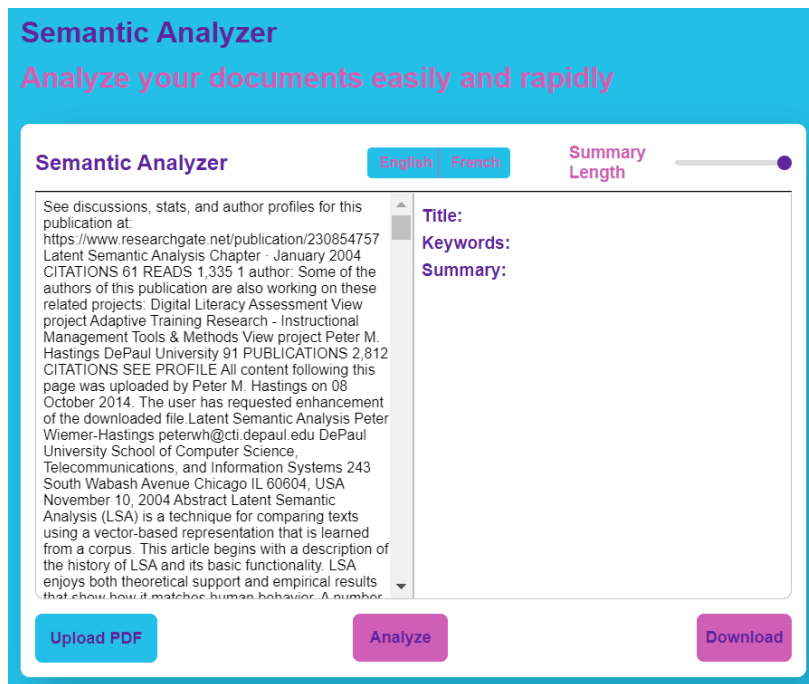 Semantic Analyzer
Analyze your documents easily and rapidly
Semantic Analyzer
English
French
Summary
Length
See discussions, stats, and author profiles for this
publication at:
https://www.researchgate.net/publication/230854757
Latent Semantic Analysis Chapter · January 2004
CITATIONS 61 READS 1,335 1 author: Some of the
authors of this publication are also working on these
related projects: Digital Literacy Assessment View
project Adaptive Training Research - Instructional
Management Tools & Methods View project Peter M.
Hastings DePaul University 91 PUBLICATIONS 2,812
CITATIONS SEE PROFILE All content following this
page was uploaded by Peter M. Hastings on 08
October 2014. The user has requested enhancement
of the downloaded file.Latent Semantic Analysis Peter
Wiemer-Hastings peterwh@cti.depaul.edu DePaul
University School of Computer Science,
Telecommunications, and Information Systems 243
South Wabash Avenue Chicago IL 60604, USA
November 10, 2004 Abstract Latent Semantic
Analysis (LSA) is a technique for comparing texts
using a vector-based representation that is learned
from a corpus. This article begins with a description of
the history of LSA and its basic functionality. LSA
enjoys both theoretical support and empirical results
that show how it matches human behavior. A number
Title:
Keywords:
Summary:
Upload PDF
Analyze
Download